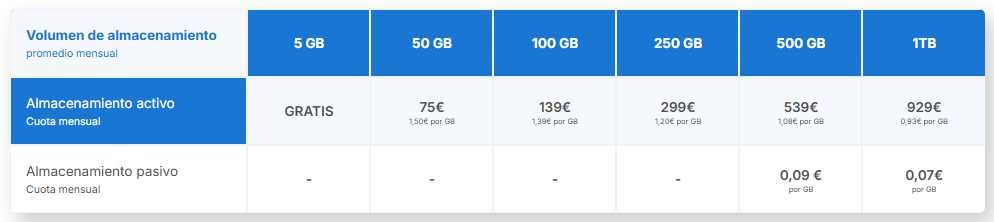 Volumen de almacenamiento
promedio mensual
5 GB
50 GB
100 GB
250 GB
500 GB
1TB
Almacenamiento activo
Cuota mensual
GRATIS
75€
1,50€ por GB
139€
1,39€ por GB
299€
1,20€ por GB
539€
1,08€ por GB
929€
0,93€ por GB
Almacenamiento pasivo
Cuota mensual
-
-
-
-
0,09 €
por GB
0,07€
por GB